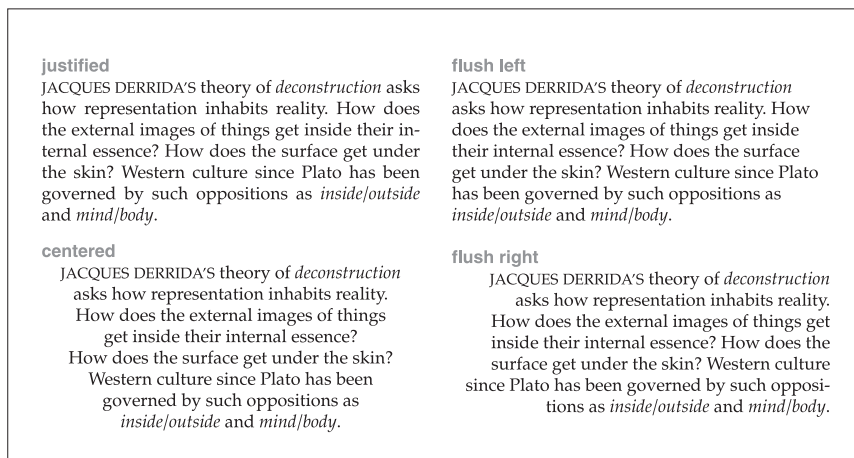 justified
JACQUES DERRIDA'S theory of deconstruction asks
how representation inhabits reality. How does
the external images of things get inside their in-
ternal essence? How does the surface get under
the skin? Western culture since Plato has been
governed by such oppositions as inside/outside
and mind/body.
flush left
JACQUES DERRIDA'S theory of deconstruction
asks how representation inhabits reality. How
does the external images of things get inside
their internal essence? How does the surface
get under the skin? Western culture since Plato
has been governed by such oppositions as
inside/outside and mind/body.
centered
JACQUES DERRIDA'S theory of deconstruction
asks how representation inhabits reality.
How does the external images of things
get inside their internal essence?
How does the surface get under the skin?
Western culture since Plato has been
governed by such oppositions as
inside/outside and mind/body.
flush right
JACQUES DERRIDA'S theory of deconstruction
asks how representation inhabits reality.
How does the external images of things get
inside their internal essence? How does the
surface get under the skin? Western culture
since Plato has been governed by such opposi-
tions as inside/outside and mind/body.